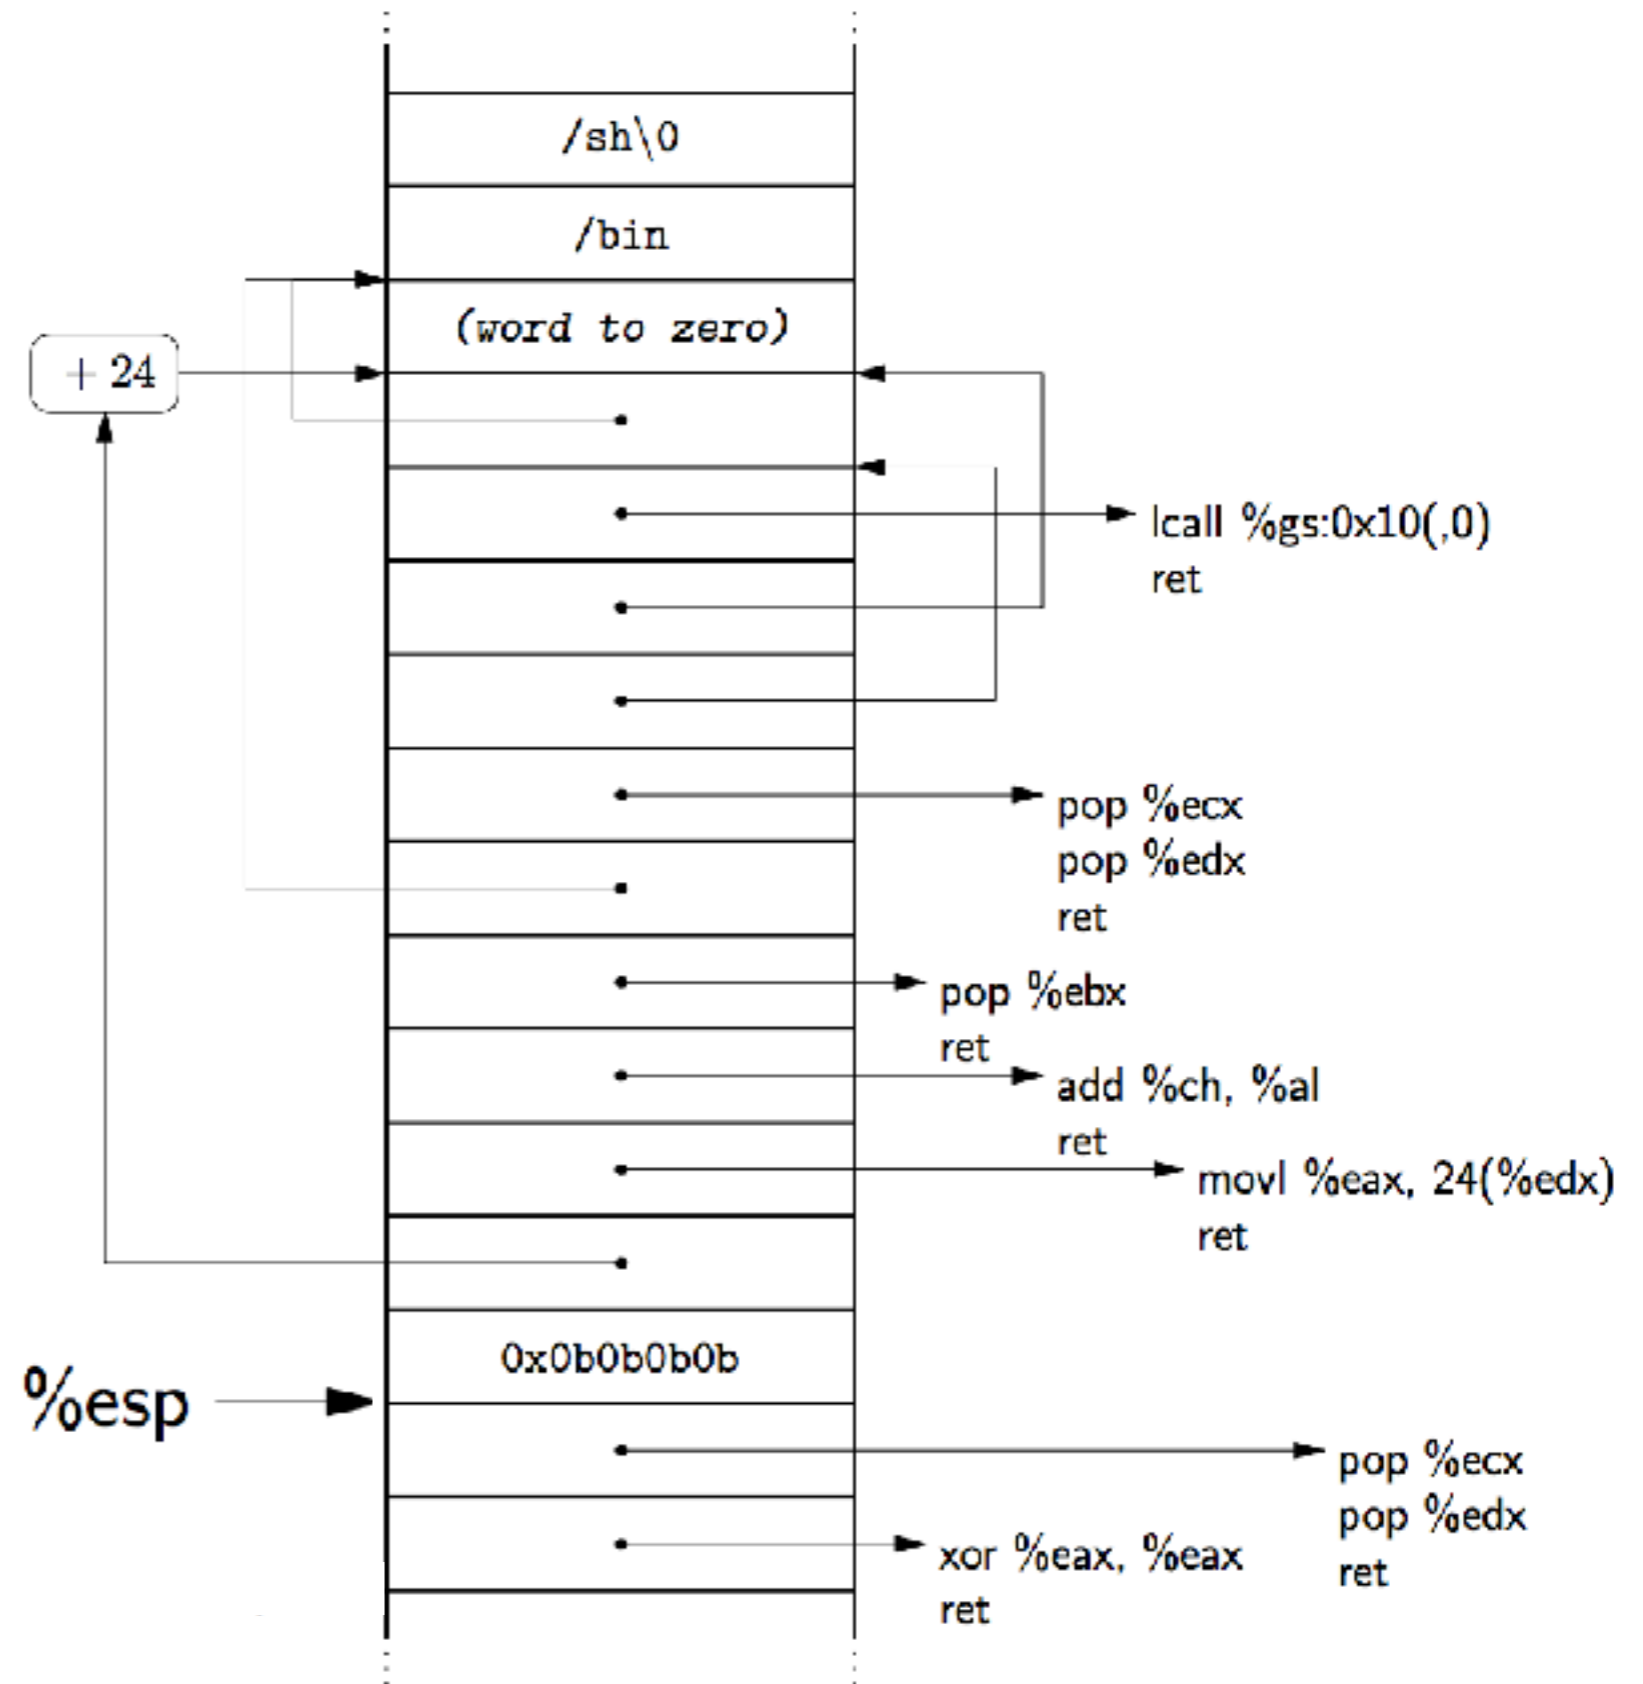 /sh\0
/bin
(word to zero)
+ 24
lcall %gs:0x10(,0)
ret
pop %ecx
pop %edx
ret
pop %ebx
ret
add %ch, %al
ret
movl %eax, 24(%edx)
ret
0x0b0b0b0b
%esp
pop %ecx
pop %edx
ret
xor %eax, %eax
ret